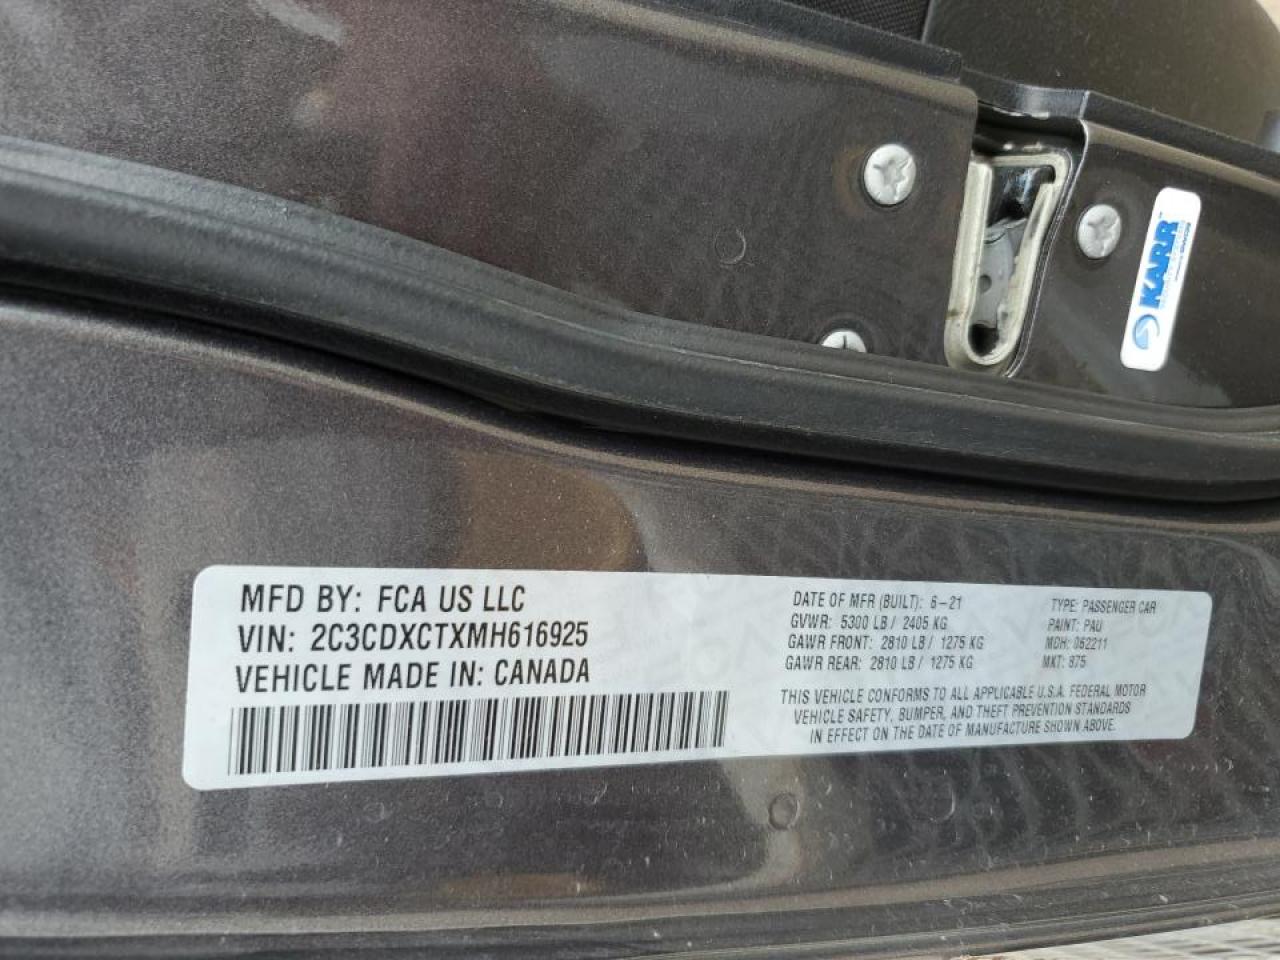 KARR™
MFD BY: FCA US LLC
VIN: 2C3CDXCTXMH616925
VEHICLE MADE IN: CANADA
DATE OF MFR (BUILT): 6-21
GVWR: 5300 LB / 2405 KG
GAWR FRONT: 2810 LB / 1275 KG
GAWR REAR: 2810 LB / 1275 KG
TYPE: PASSENGER CAR
PAINT: PAU
MDH: 062211
MKT: 875
THIS VEHICLE CONFORMS TO ALL APPLICABLE U.S.A. FEDERAL MOTOR
VEHICLE SAFETY, BUMPER, AND THEFT PREVENTION STANDARDS
IN EFFECT ON THE DATE OF MANUFACTURE SHOWN ABOVE.